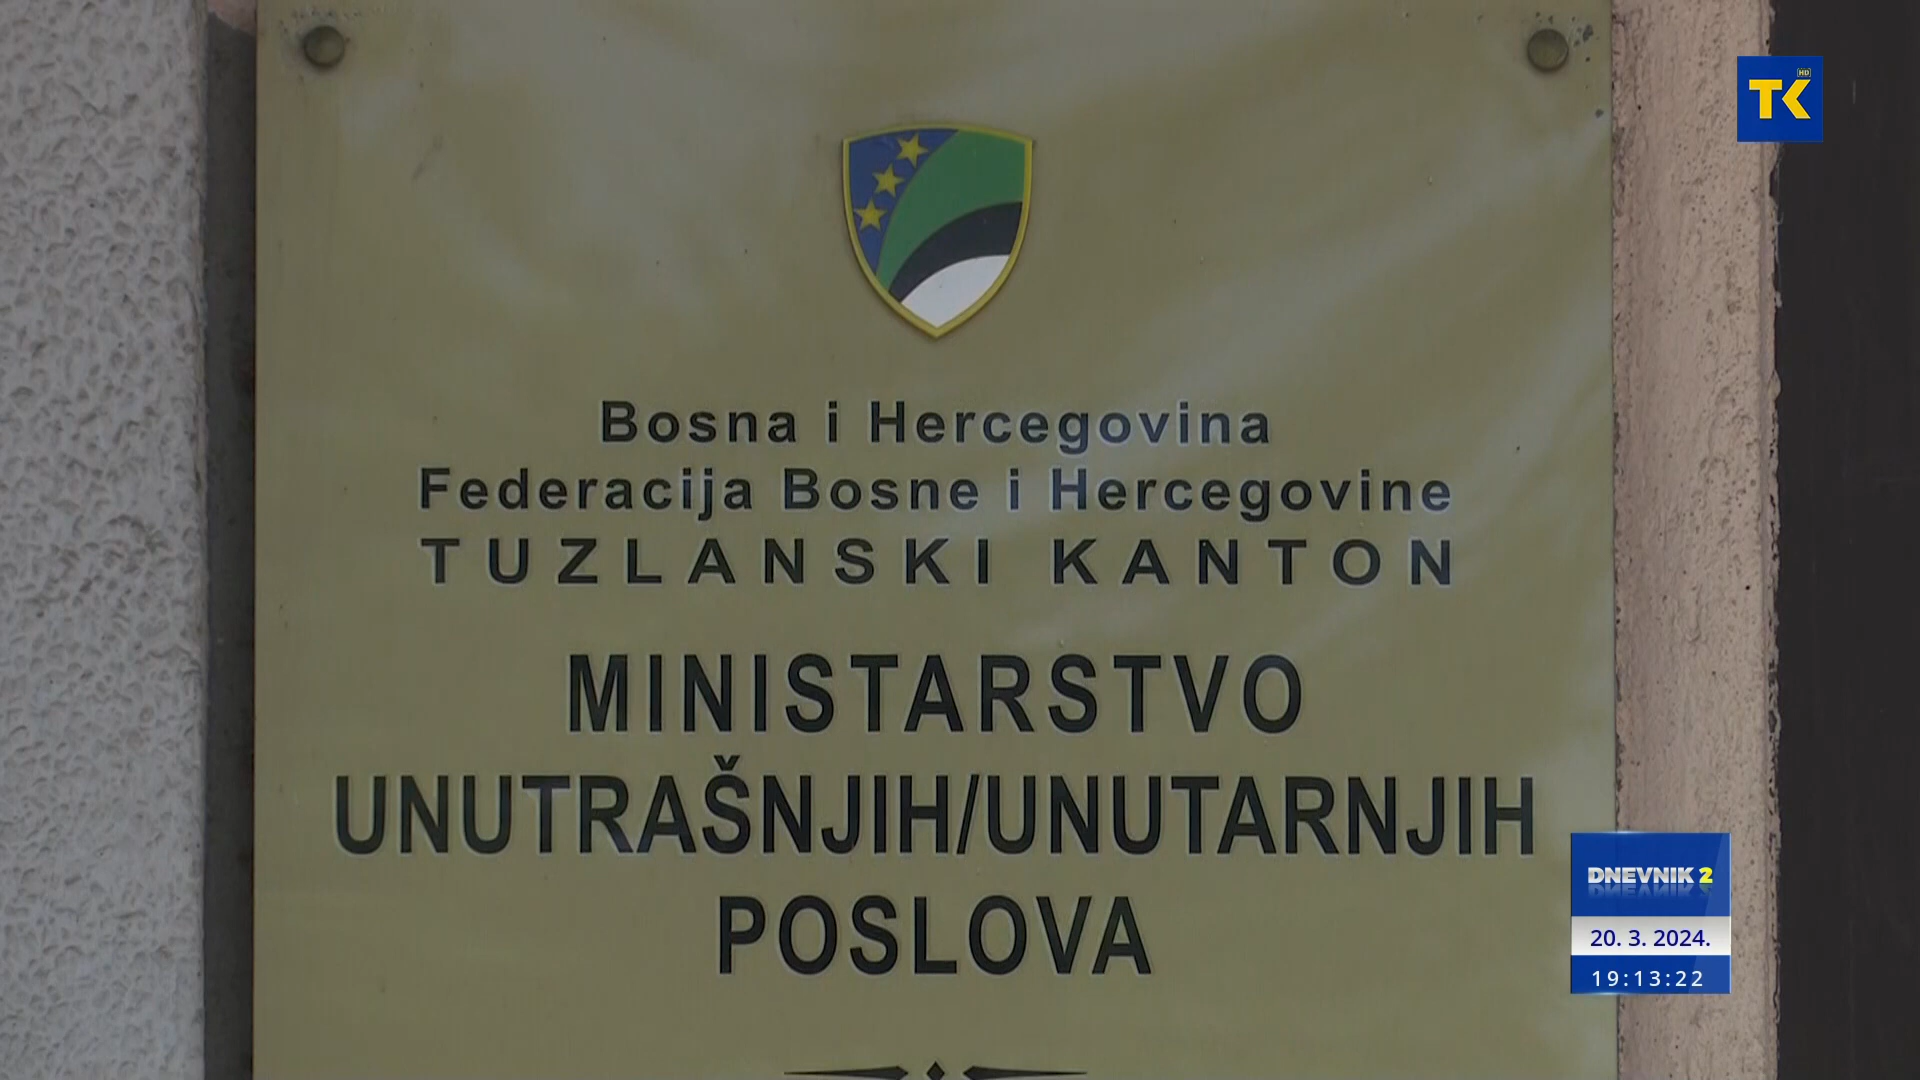 TK HD
Bosna i Hercegovina
Federacija Bosne i Hercegovine
TUZLANSKI KANTON
MINISTARSTVO
UNUTRAŠNJIH/UNUTARNJIH
POSLOVA
DNEVNIK 2
20. 3. 2024.
19:13:22